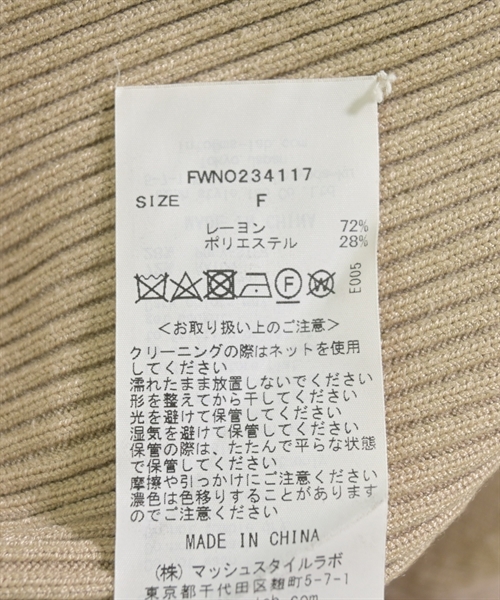 FWNO234117
SIZE F
レーヨン 72%
ポリエステル 28%
F W
E005
＜お取り扱い上のご注意＞
クリーニングの際はネットを使用
してください
濡れたまま放置しないでください
形を整えてから干してください
光を避けて保管してください
湿気を避けて保管してください
保管の際は、たたんで平らな状態
で保管してください
摩擦や引っかけにご注意ください
濃色は色移りすることがあります
のでご注意ください
MADE IN CHINA
(株) マッシュスタイルラボ
東京都千代田区麹町5-7-1